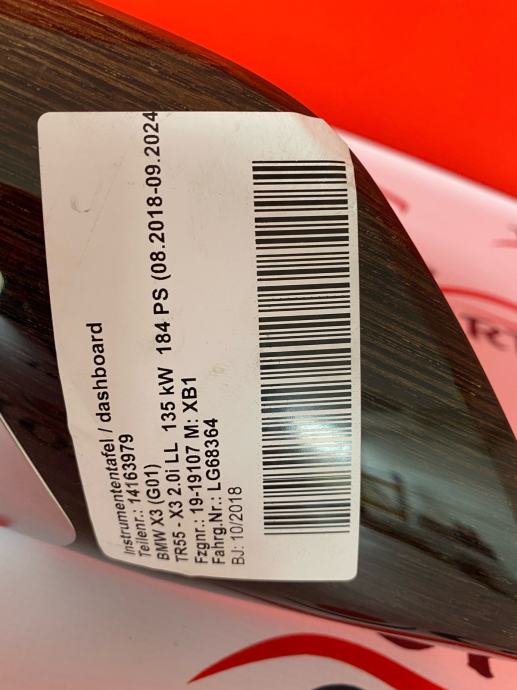 Instrumententafel / dashboard
Teilenr.: 14163979
BMW X3 (G01)
TR55 - X3 2,0i LL 135 kW 184 PS (08.2018-09.2024
Fzgnr.: 19-19107 M: XB1
Fahrg.Nr.: LG68364
BJ: 10/2018